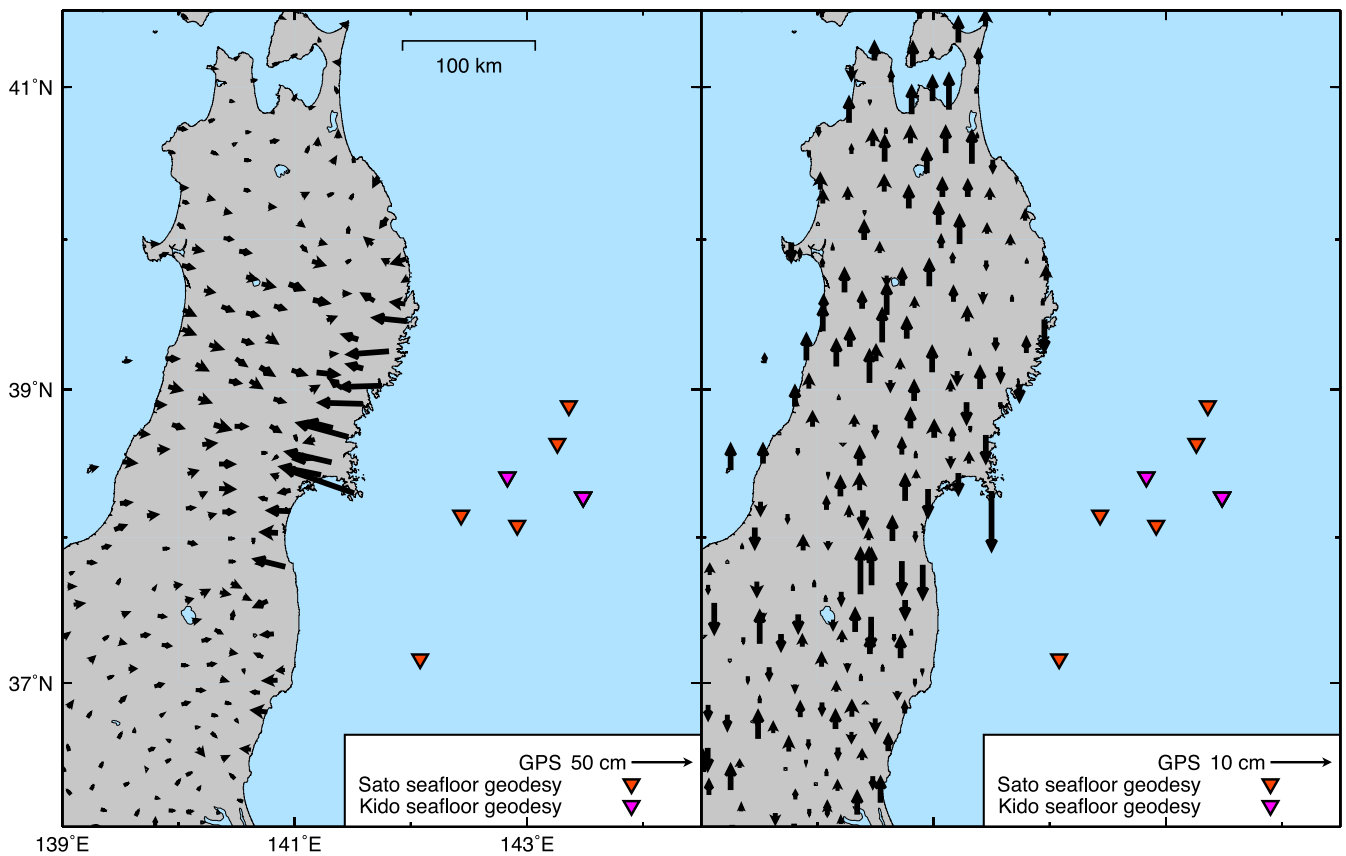 41°N
39°N
37°N
139°E
141°E
143°E
100 km
GPS 50 cm
Sato seafloor geodesy
Kido seafloor geodesy
GPS 10 cm
Sato seafloor geodesy
Kido seafloor geodesy